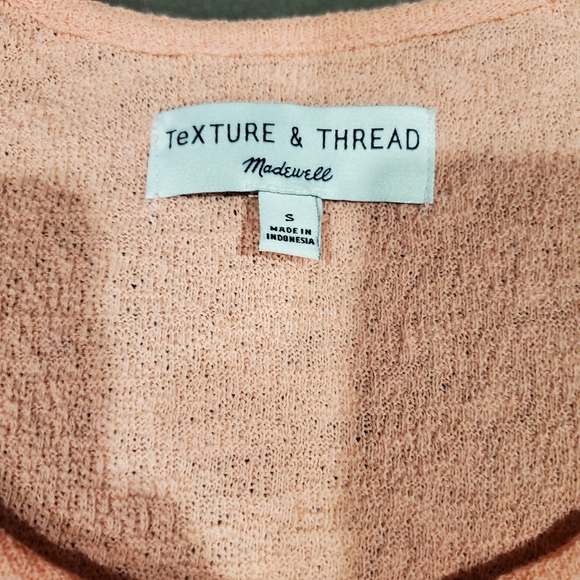 TeXTURE & THREAD
Madewell
S
MADE IN
INDONESIA